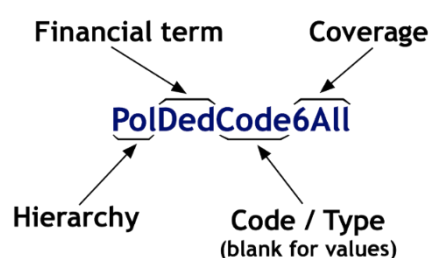 Financial term Coverage
PolDedCode6All
Hierarchy Code / Type
(blank for values)